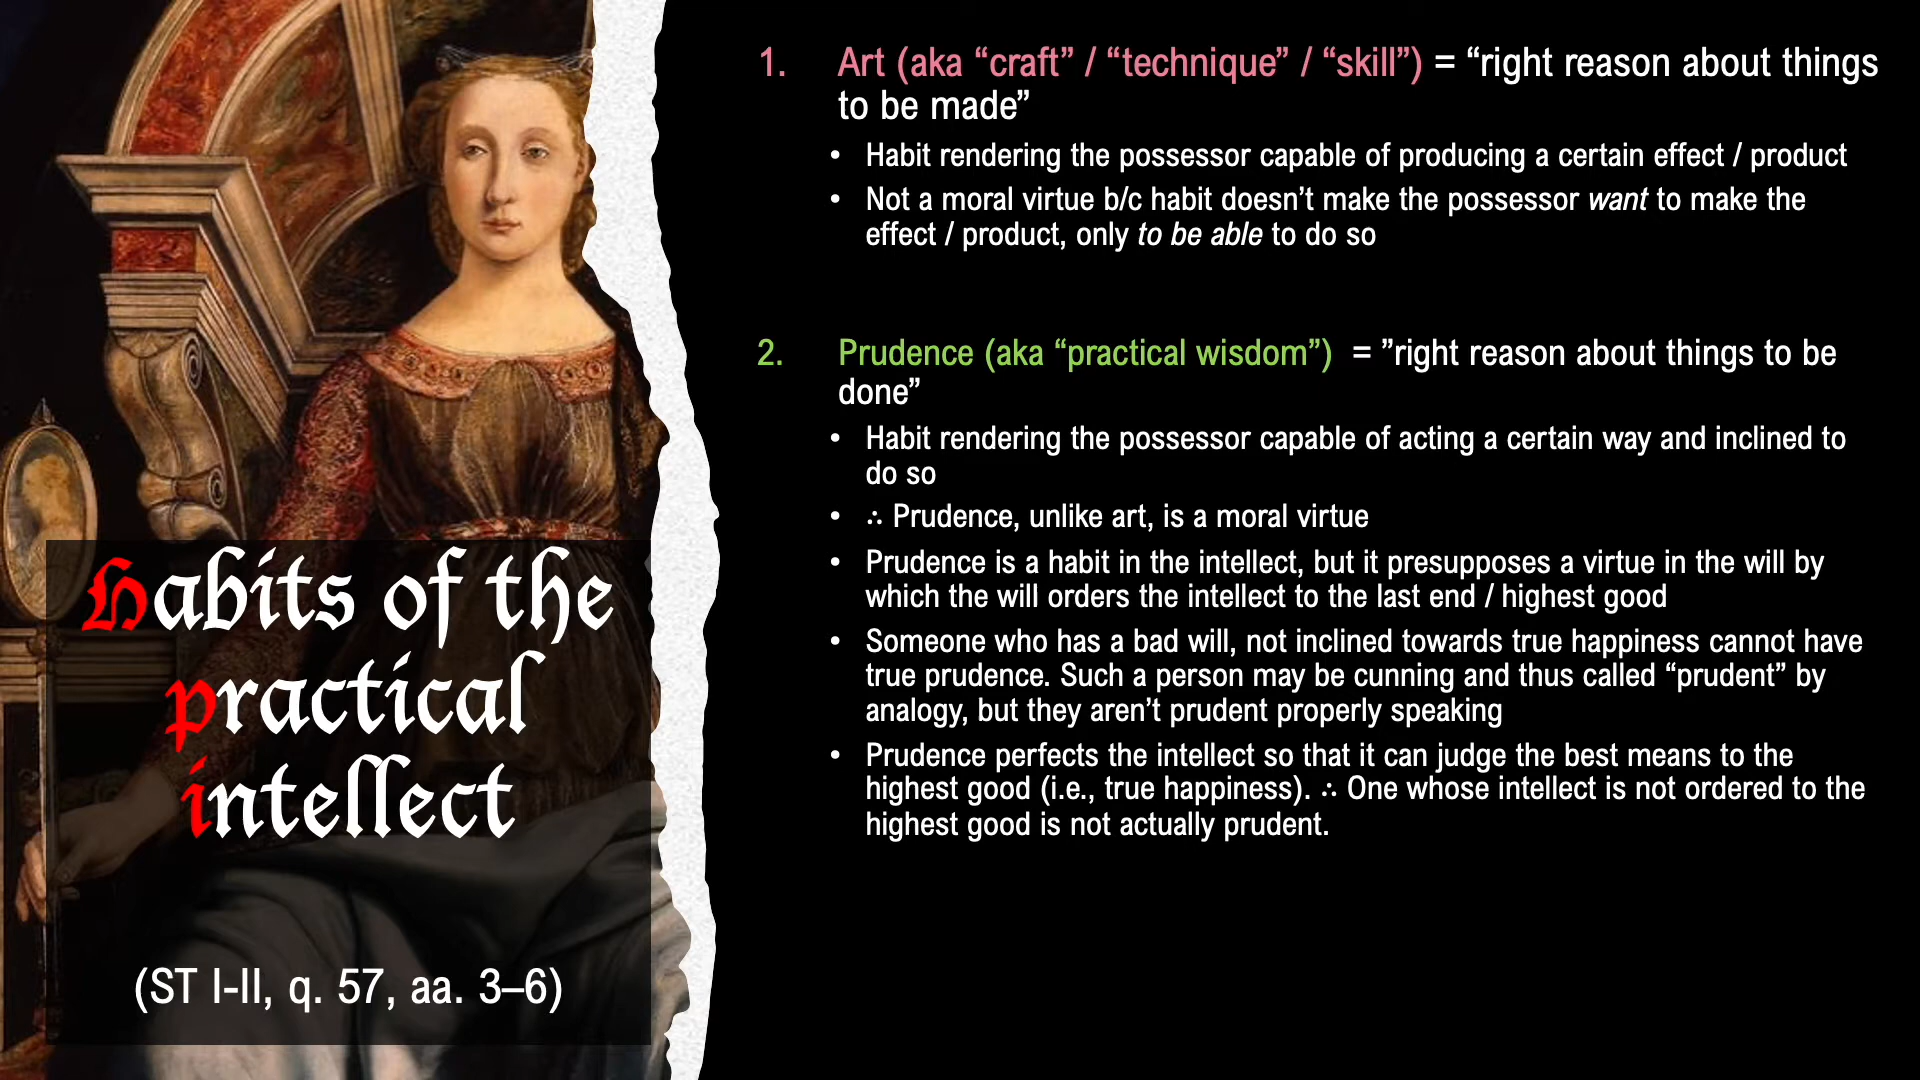 Habits of the
practical
intellect
(ST I-II, q. 57, aa. 3–6)
1. Art (aka “craft” / “technique” / “skill”) = “right reason about things
to be made”
• Habit rendering the possessor capable of producing a certain effect / product
• Not a moral virtue b/c habit doesn’t make the possessor want to make the
effect / product, only to be able to do so
2. Prudence (aka “practical wisdom”) = ”right reason about things to be
done”
• Habit rendering the possessor capable of acting a certain way and inclined to
do so
• ∴ Prudence, unlike art, is a moral virtue
• Prudence is a habit in the intellect, but it presupposes a virtue in the will by
which the will orders the intellect to the last end / highest good
• Someone who has a bad will, not inclined towards true happiness cannot have
true prudence. Such a person may be cunning and thus called “prudent” by
analogy, but they aren’t prudent properly speaking
• Prudence perfects the intellect so that it can judge the best means to the
highest good (i.e., true happiness). ∴ One whose intellect is not ordered to the
highest good is not actually prudent.